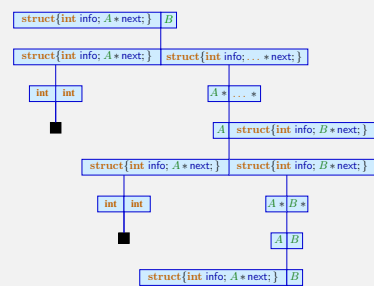 struct{int info; A * next; } B
struct{int info; A * next; } struct{int info; . . . * next; }
int int A * . . . *
A struct{int info; B * next; }
struct{int info; A * next; } struct{int info; B * next; }
int int A * B *
A B
struct{int info; A * next; } B